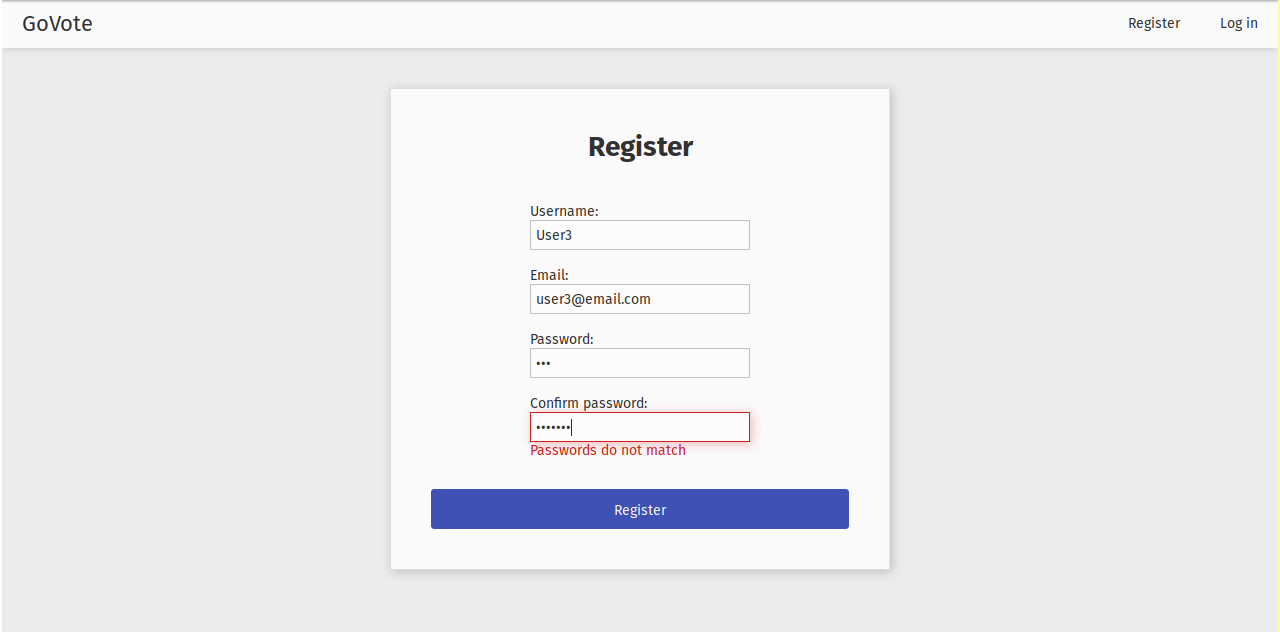 GoVote
Register
Log in
Register
Username:
User3
Email:
user3@email.com
Password:
•••
Confirm password:
•••••••
Passwords do not match
Register